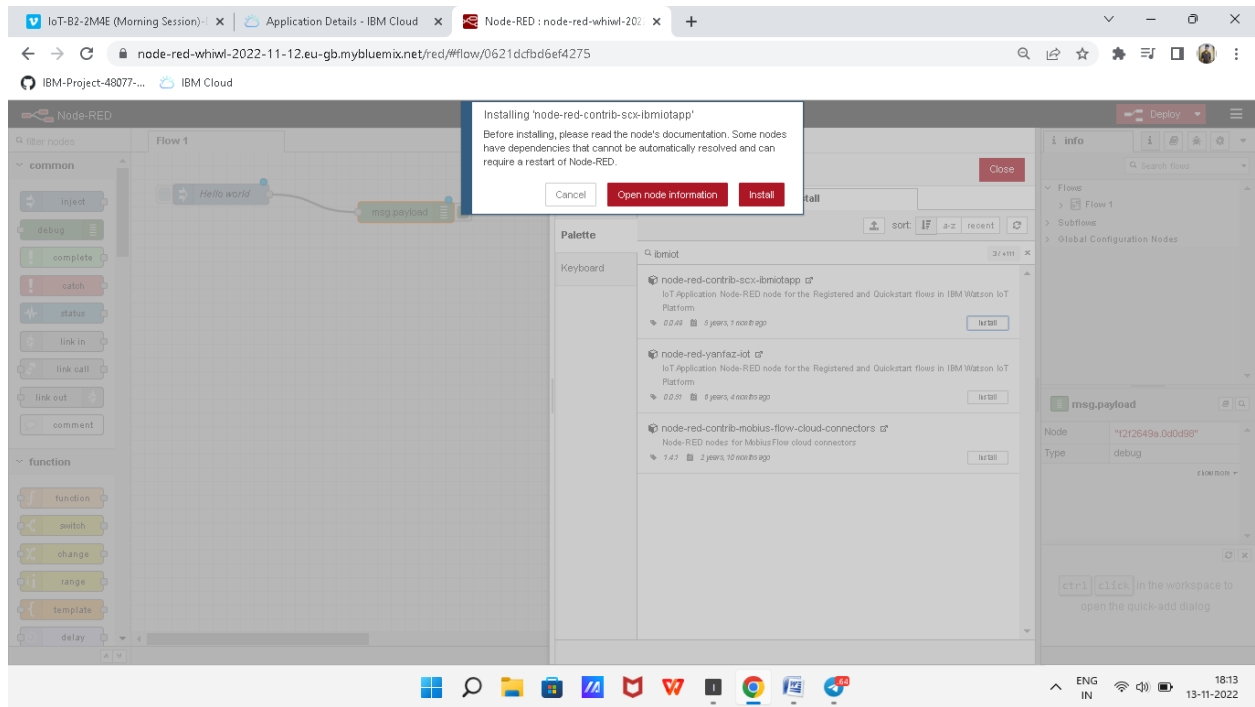 IoT-B2-2M4E (Morning Session)-
Application Details - IBM Cloud
Node-RED : node-red-whiwl-202
node-red-whiwl-2022-11-12.eu-gb.mybluemix.net/red/#flow/0621dcfbd6ef4275
IBM-Project-48077-...
IBM Cloud
Node-RED
Deploy
filter nodes
common
inject
debug
complete
catch
status
link in
link call
link out
comment
function
function
switch
change
range
template
delay
Flow 1
Hello world
msg.payload
Installing 'node-red-contrib-scx-ibmiotapp'
Before installing, please read the node's documentation. Some nodes
have dependencies that cannot be automatically resolved and can
require a restart of Node-RED.
Cancel
Open node information
Install
Close
Palette
Keyboard
sort:
a-z
recent
ibmiot
node-red-contrib-scx-ibmiotapp
IoT Application Node-RED node for the Registered and Quickstart flows in IBM Watson IoT
Platform
0.0.49
5 years, 1 month ago
Install
node-red-yanfaz-iot
IoT Application Node-RED node for the Registered and Quickstart flows in IBM Watson IoT
Platform
0.0.31
6 years, 4 months ago
Install
node-red-contrib-mobius-flow-cloud-connectors
Node-RED nodes for MobiusFlow cloud connectors
2 years, 10 months ago
Install
info
Search flows
Flows
Flow 1
Subflows
Global Configuration Nodes
msg.payload
Node
"f2f2649a.0d0d98"
Type
debug
show more
ctrl click in the workspace to
open the quick-add dialog
64
ENG
IN
18:13
13-11-2022